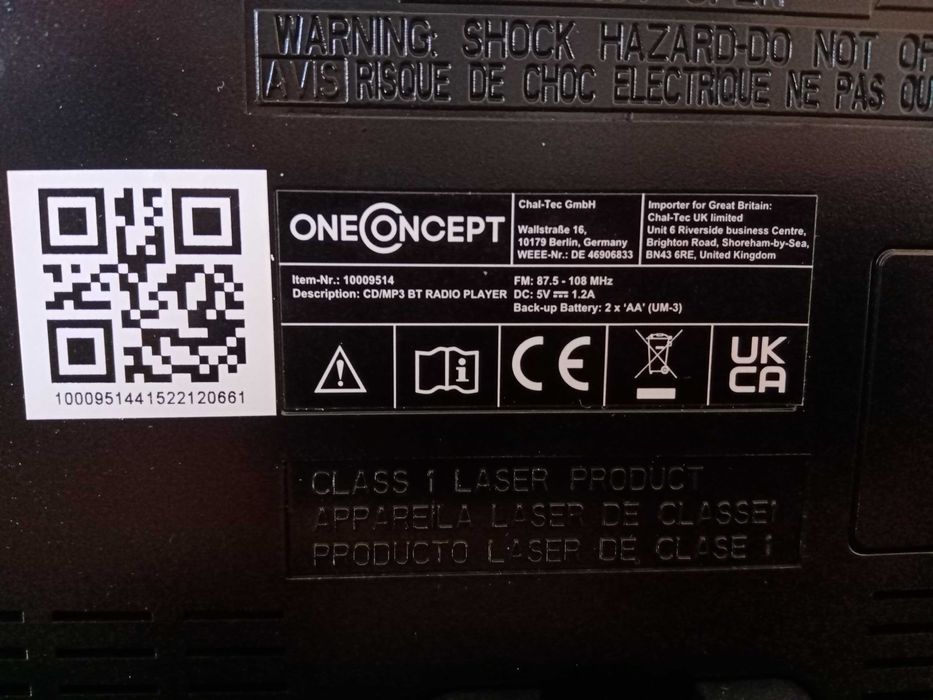 WARNING: SHOCK HAZARD-DO NOT
AVIS RISQUE DE CHOC ELECTRIQUE NE PAS
ONECONCEPT
Chal-Tec GmbH
Wallstraße 16,
10179 Berlin, Germany
WEEE-Nr.: DE 46906833
Importer for Great Britain:
Chal-Tec UK limited
Unit 6 Riverside business Centre,
Brighton Road, Shoreham-by-Sea,
BN43 6RE, United Kingdom
Item-Nr.: 10009514
Description: CD/MP3 BT RADIO PLAYER
FM: 87.5 - 108 MHz
DC: 5V ⎓ 1.2A
Back-up Battery: 2 x ‘AA’ (UM-3)
i
CE
UK
CA
1000951441522120661
CLASS 1 LASER PRODUCT
APPAREILA LASER DE CLASSE1
PRODUCTO LASER DE CLASE 1